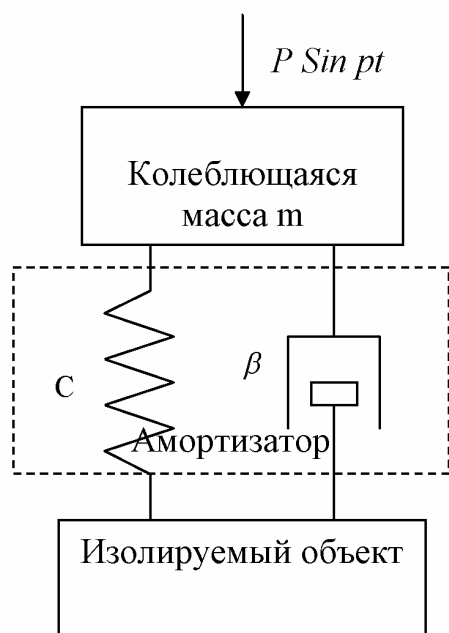 P Sin pt
Колеблющаяся
масса m
С
β
Амортизатор
Изолируемый объект